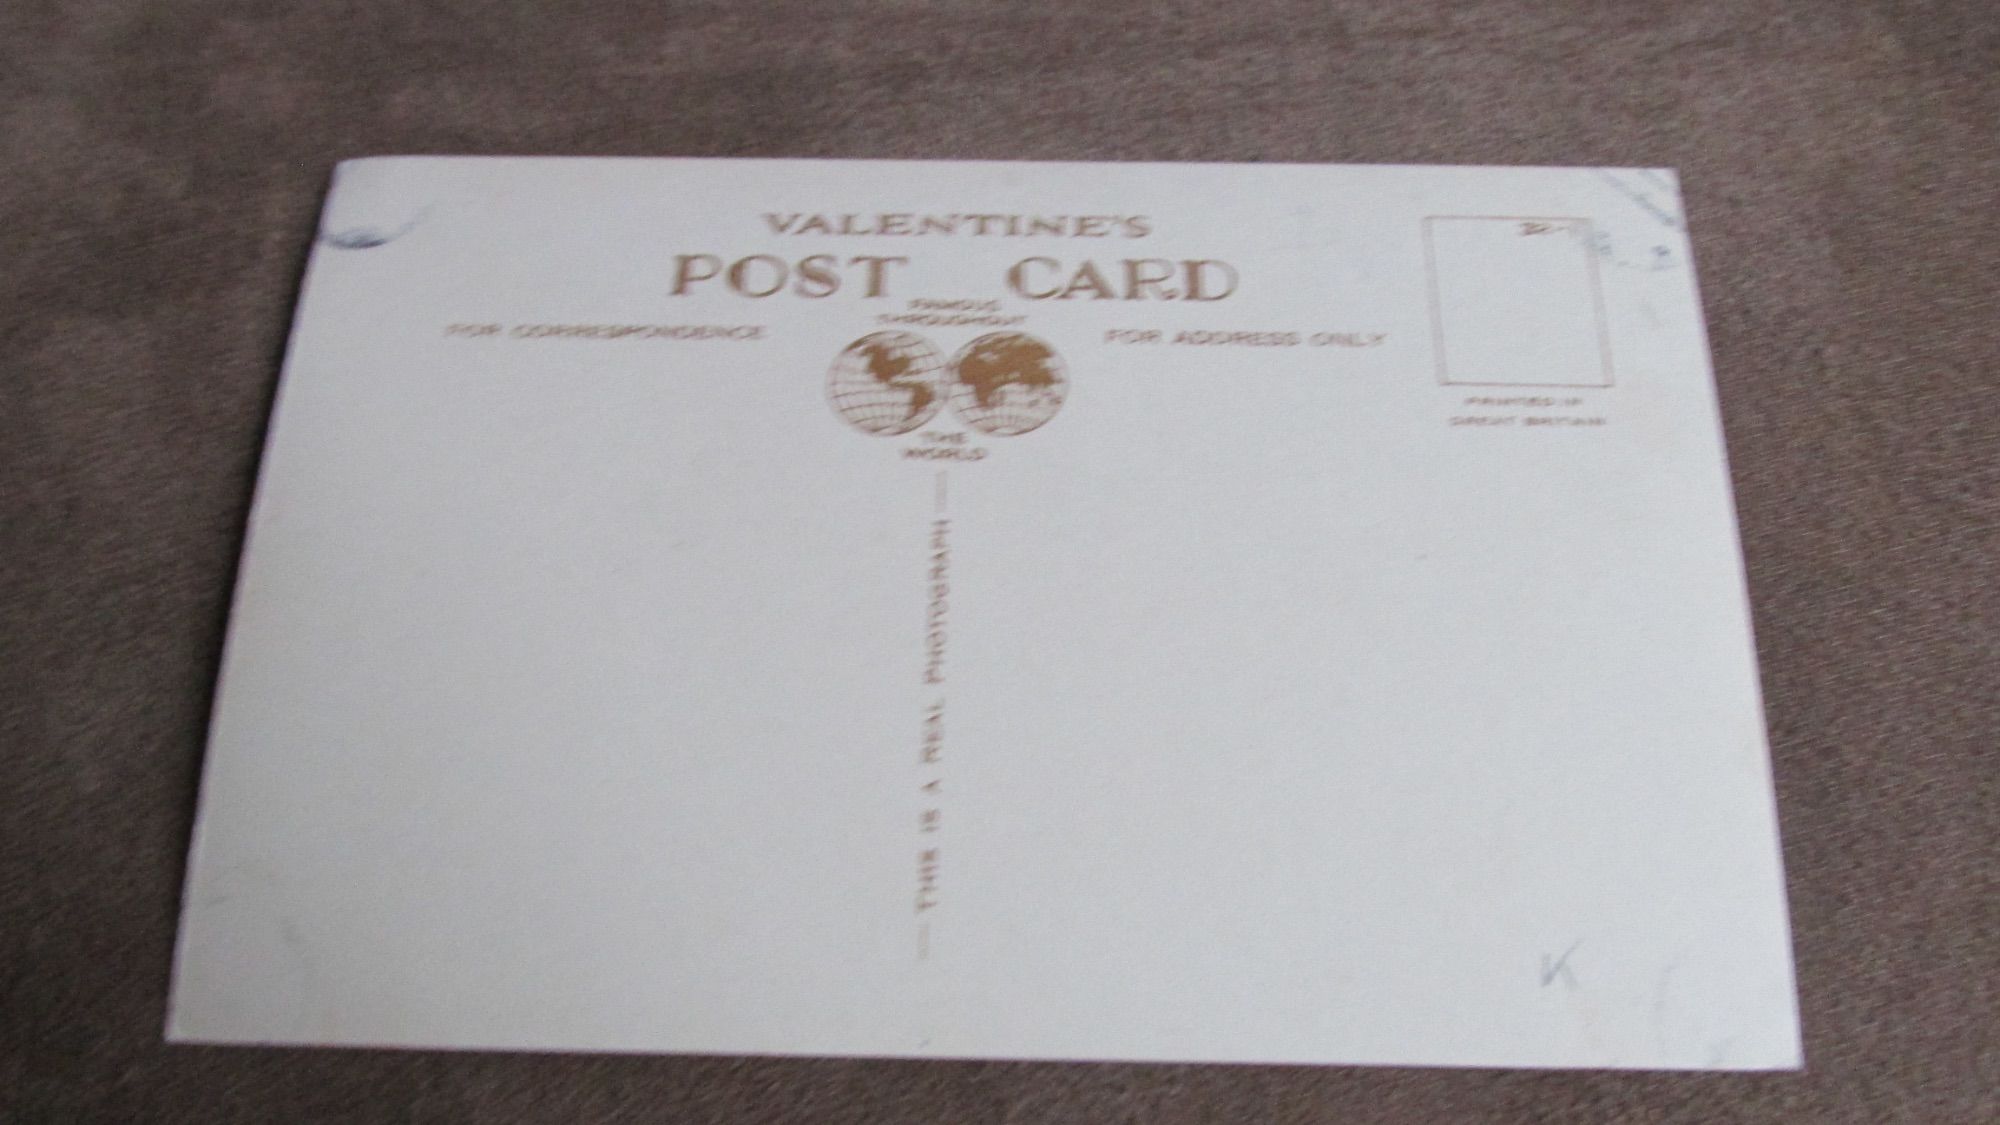 VALENTINE'S
POST CARD
FAMOUS
THROUGHOUT
FOR CORRESPONDENCE
FOR ADDRESS ONLY
THE
WORLD
PRINTED IN
GREAT BRITAIN
THIS IS A REAL PHOTOGRAPH
K